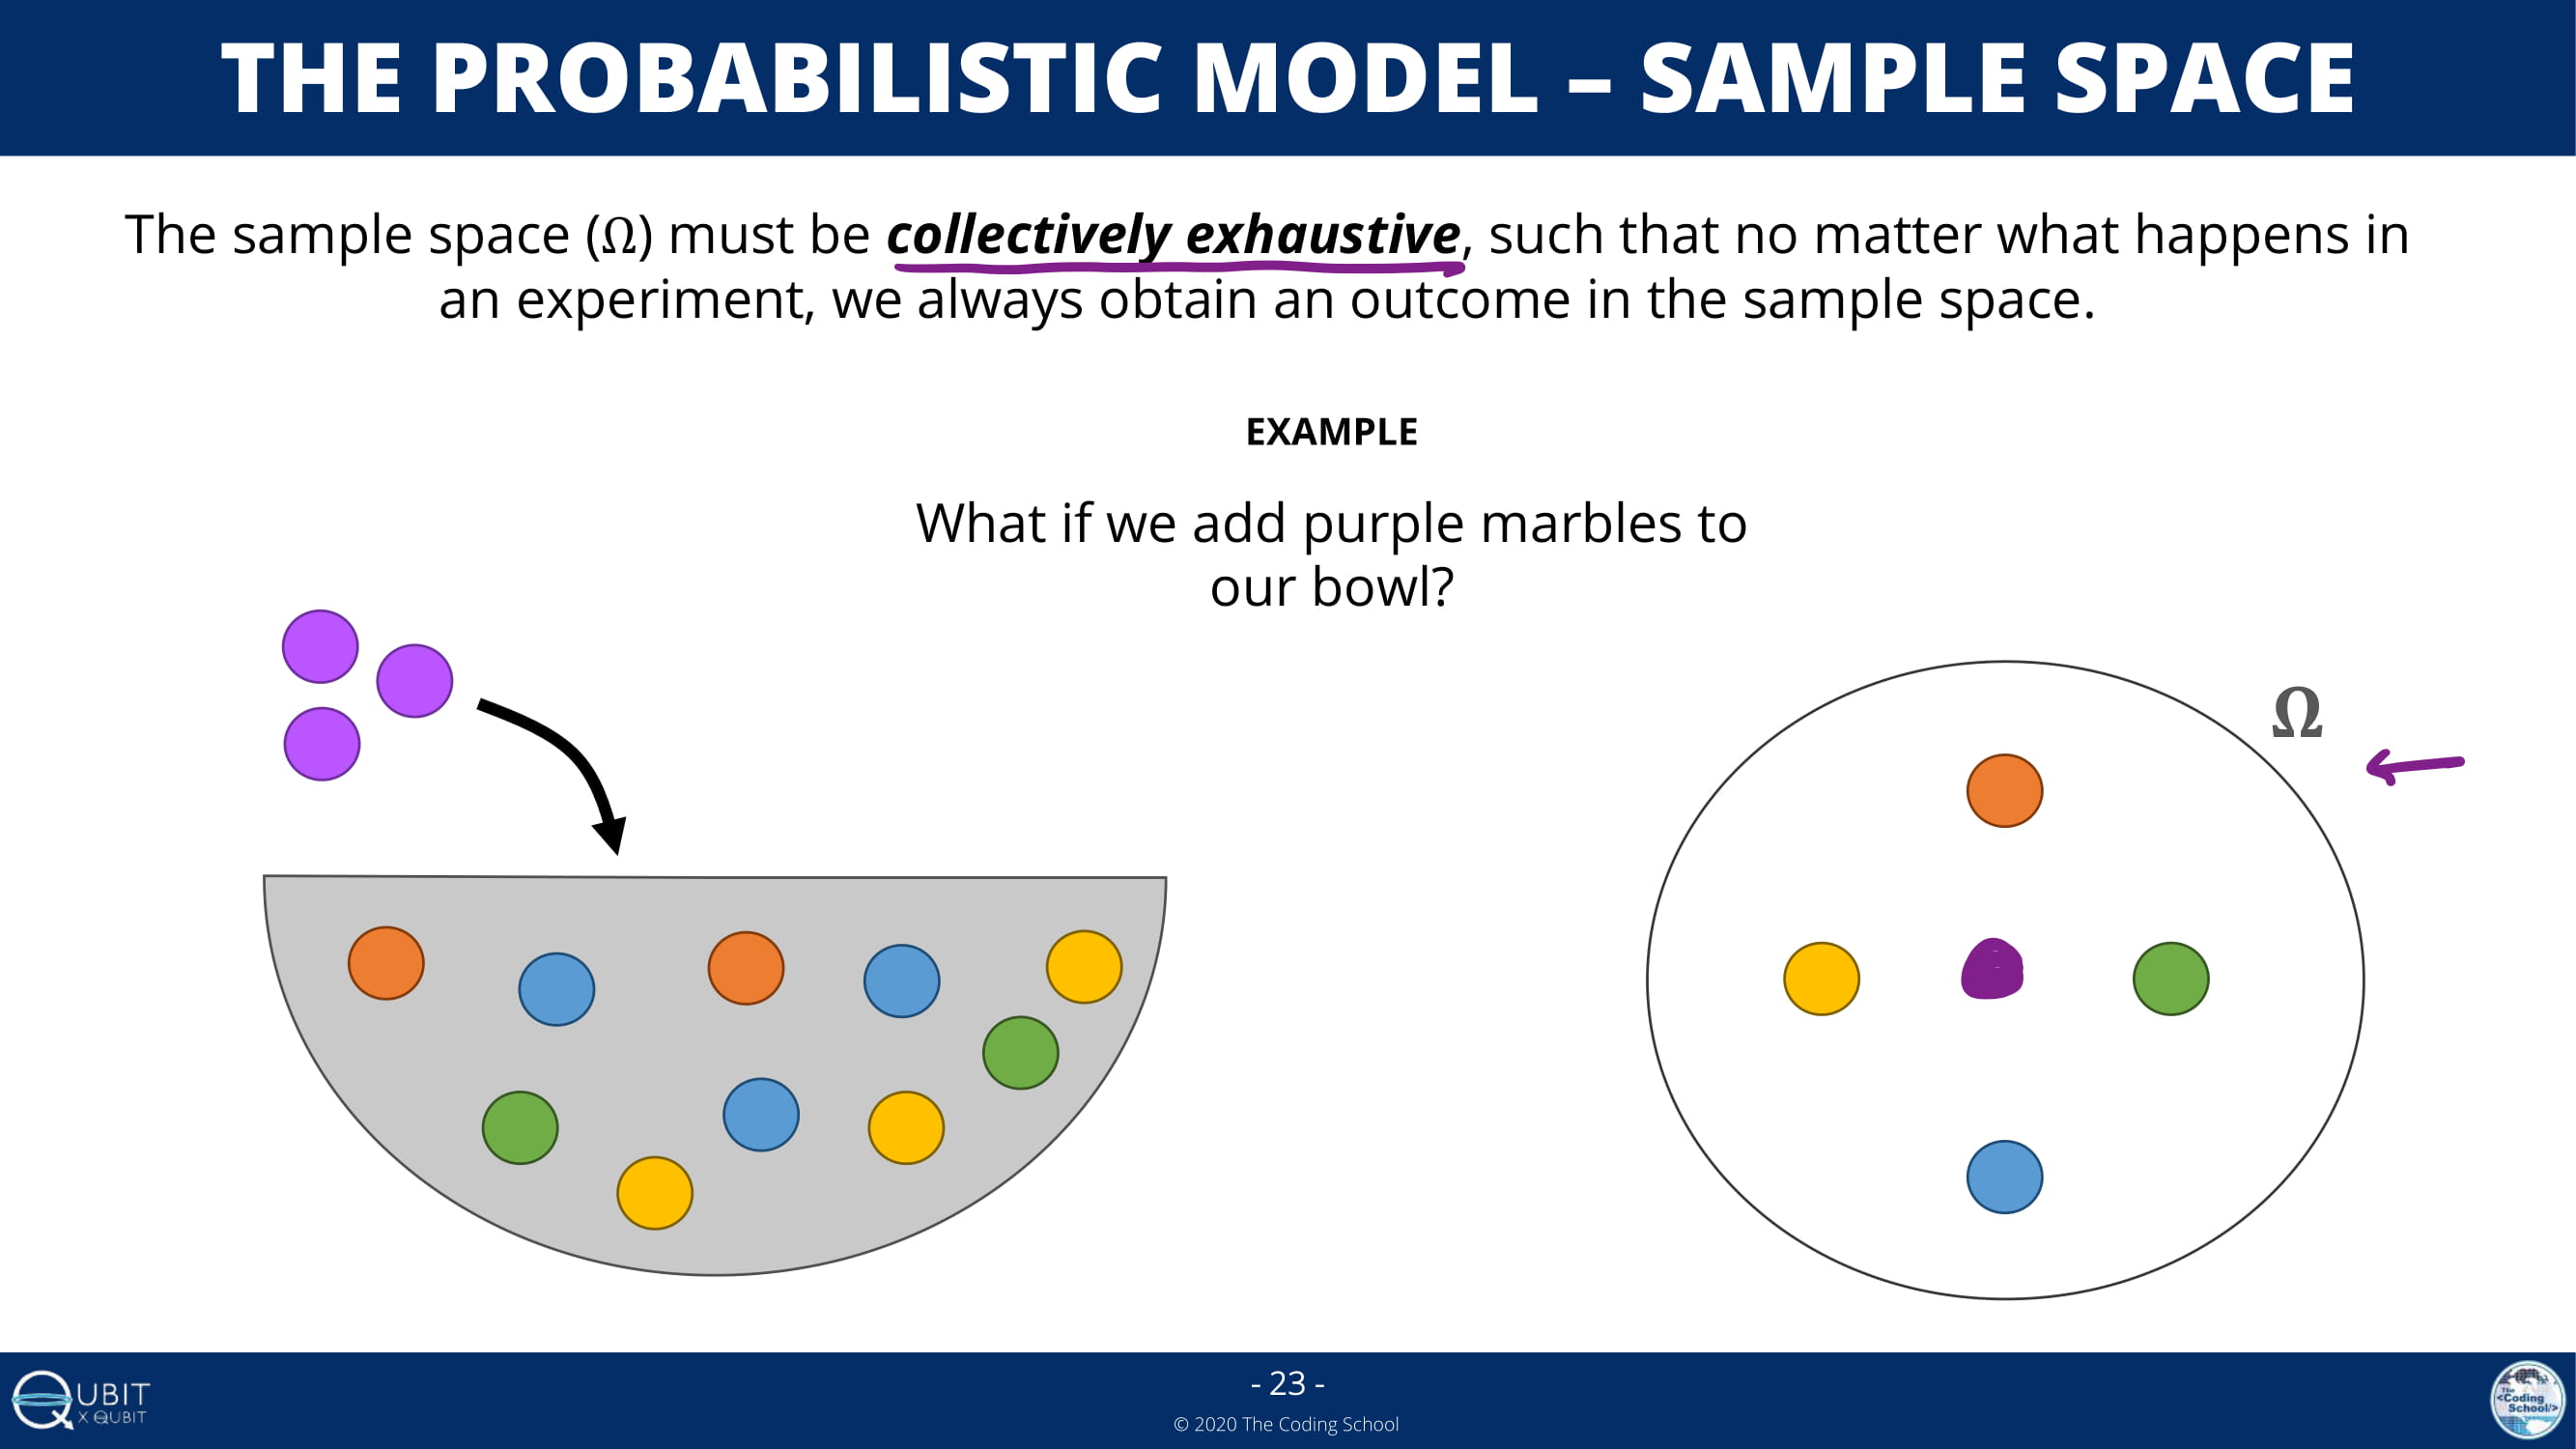 THE PROBABILISTIC MODEL – SAMPLE SPACE
The sample space (Ω) must be collectively exhaustive, such that no matter what happens in
an experiment, we always obtain an outcome in the sample space.
EXAMPLE
What if we add purple marbles to
our bowl?
Ω
QUBIT
X QUBIT
- 23 -
© 2020 The Coding School
The
<Coding
School/>